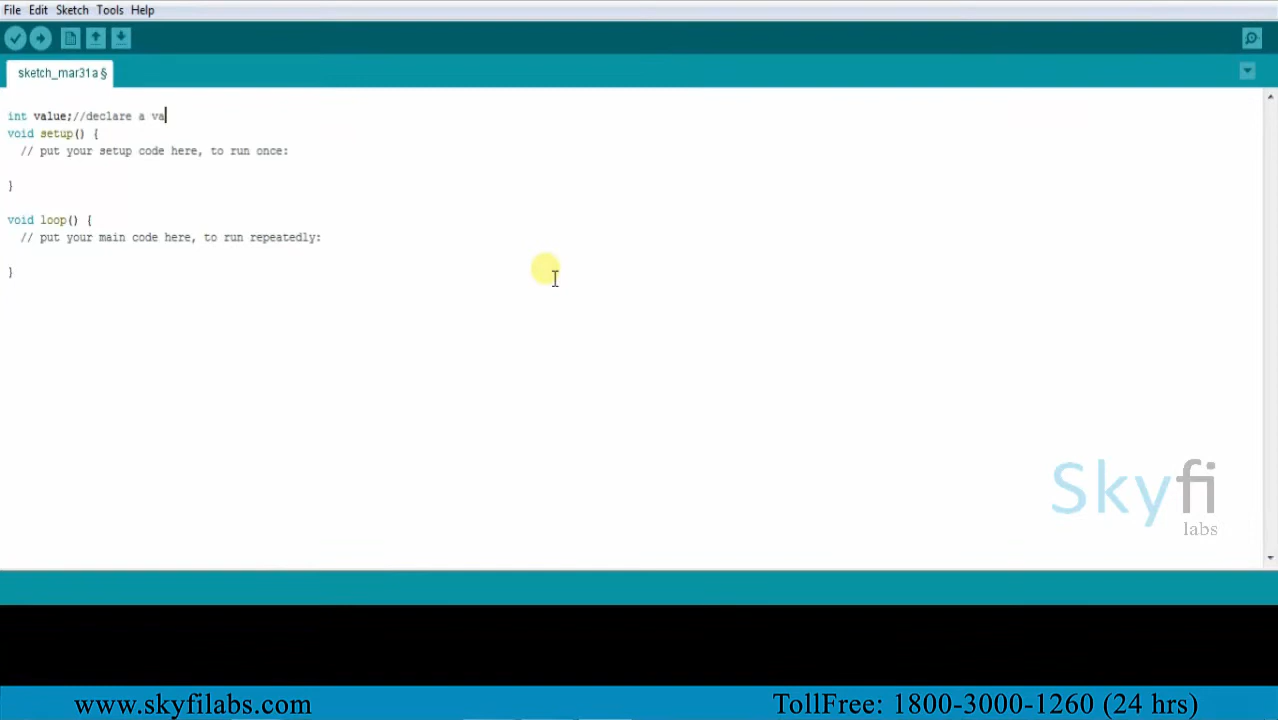 File Edit Sketch Tools Help
sketch_mar31a §
int value;//declare a va
void setup() {
// put your setup code here, to run once:
}
void loop() {
// put your main code here, to run repeatedly:
}
Skyfi
labs
www.skyfilabs.com
TollFree: 1800-3000-1260 (24 hrs)